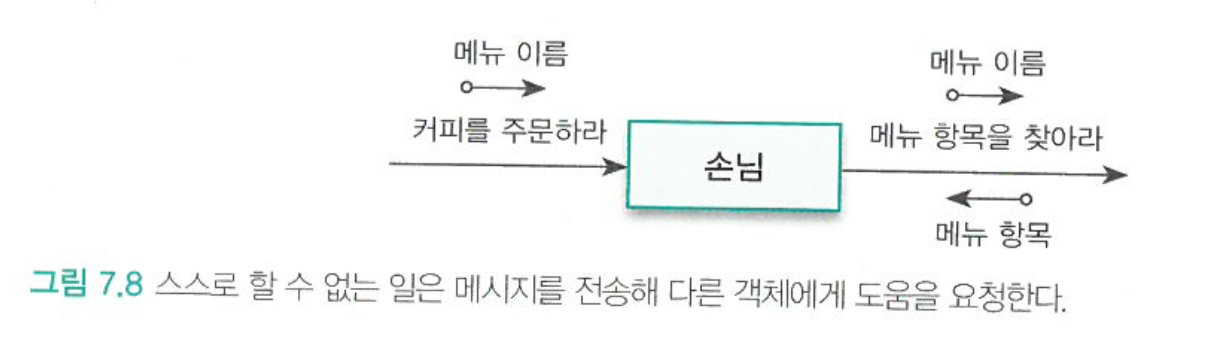 메뉴 이름
커피를 주문하라
손님
메뉴 이름
메뉴 항목을 찾아라
메뉴 항목
그림 7.8 스스로 할 수 없는 일은 메시지를 전송해 다른 객체에게 도움을 요청한다.